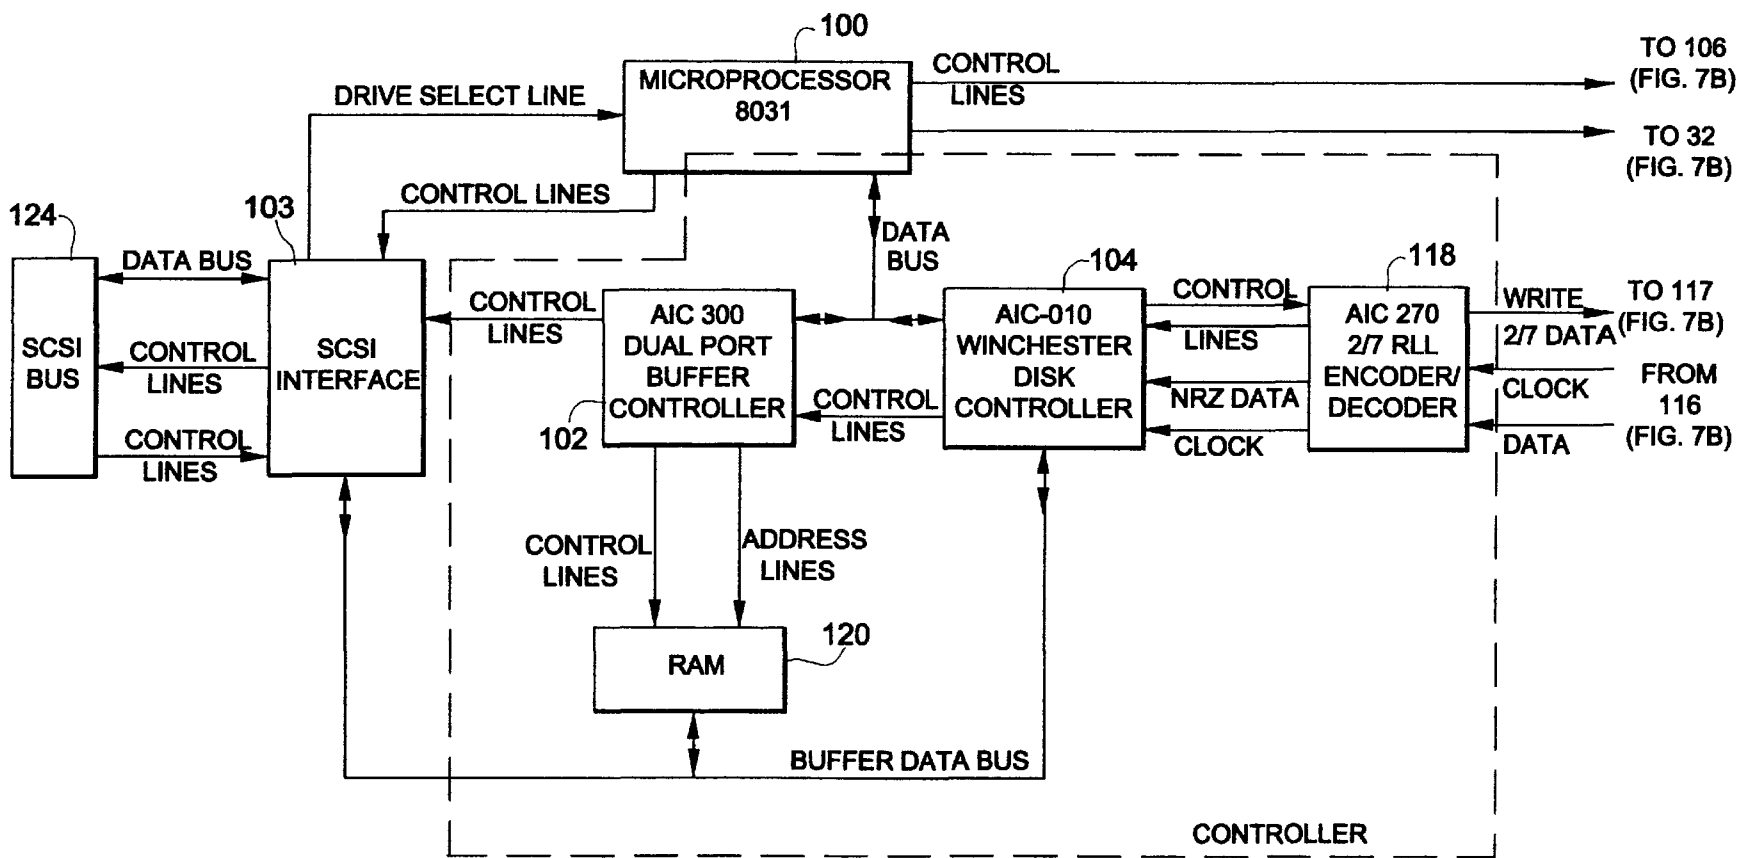 100
MICROPROCESSOR
8031
CONTROL
LINES
TO 106
(FIG. 7B)
TO 32
(FIG. 7B)
DRIVE SELECT LINE
CONTROL LINES
124
SCSI
BUS
DATA BUS
CONTROL
LINES
CONTROL
LINES
103
SCSI
INTERFACE
CONTROL
LINES
DATA
BUS
AIC 300
DUAL PORT
BUFFER
CONTROLLER
102
CONTROL
LINES
104
AIC-010
WINCHESTER
DISK
CONTROLLER
CONTROL
LINES
NRZ DATA
CLOCK
118
AIC 270
2/7 RLL
ENCODER/
DECODER
WRITE
2/7 DATA
TO 117
(FIG. 7B)
CLOCK
DATA
FROM
116
(FIG. 7B)
CONTROL
LINES
ADDRESS
LINES
RAM
120
BUFFER DATA BUS
CONTROLLER